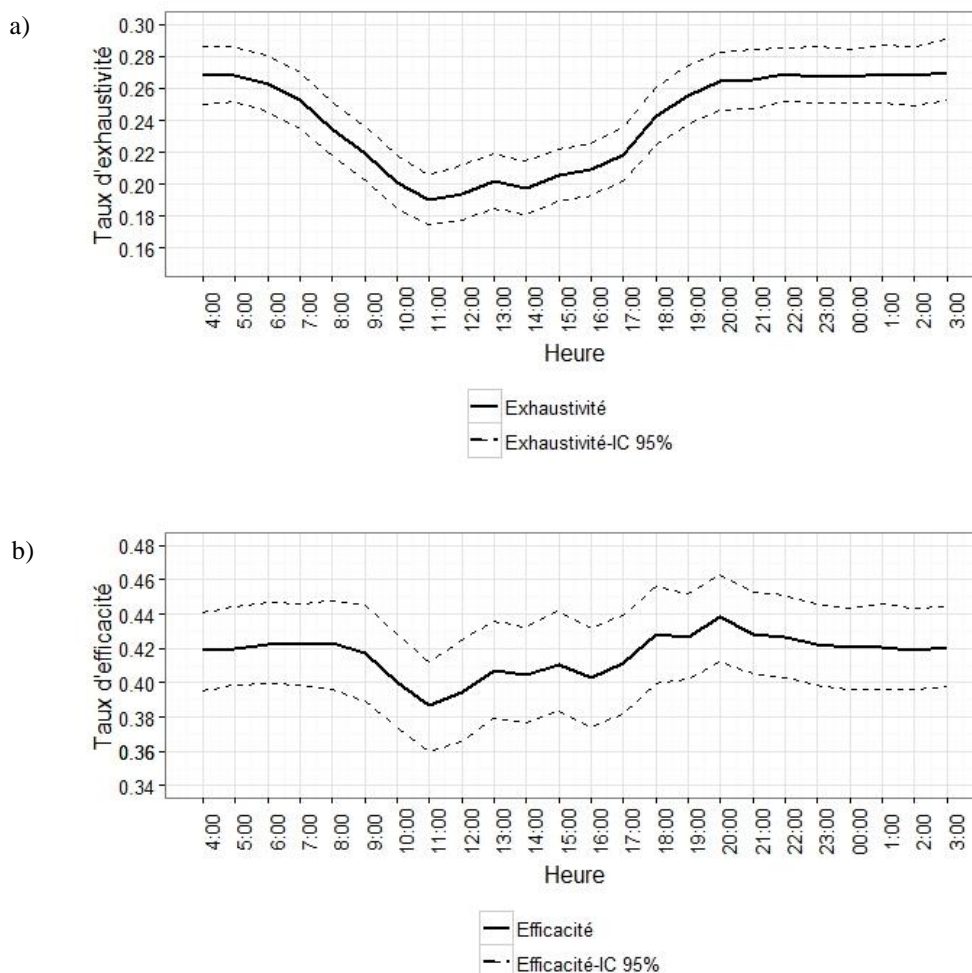 a)
Taux d'exhaustivité
0.30
0.28
0.26
0.24
0.22
0.20
0.18
0.16
4:00 5:00 6:00 7:00 8:00 9:00 10:00 11:00 12:00 13:00 14:00 15:00 16:00 17:00 18:00 19:00 20:00 21:00 22:00 23:00 00:00 1:00 2:00 3:00
Heure
Exhaustivité
Exhaustivité-IC 95%
b)
Taux d'efficacité
0.48
0.46
0.44
0.42
0.40
0.38
0.36
0.34
4:00 5:00 6:00 7:00 8:00 9:00 10:00 11:00 12:00 13:00 14:00 15:00 16:00 17:00 18:00 19:00 20:00 21:00 22:00 23:00 00:00 1:00 2:00 3:00
Heure
Efficacité
Efficacité-IC 95%